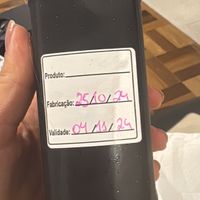 Produto:
Fabricação: 25/10/24
Validade: 04/11/24